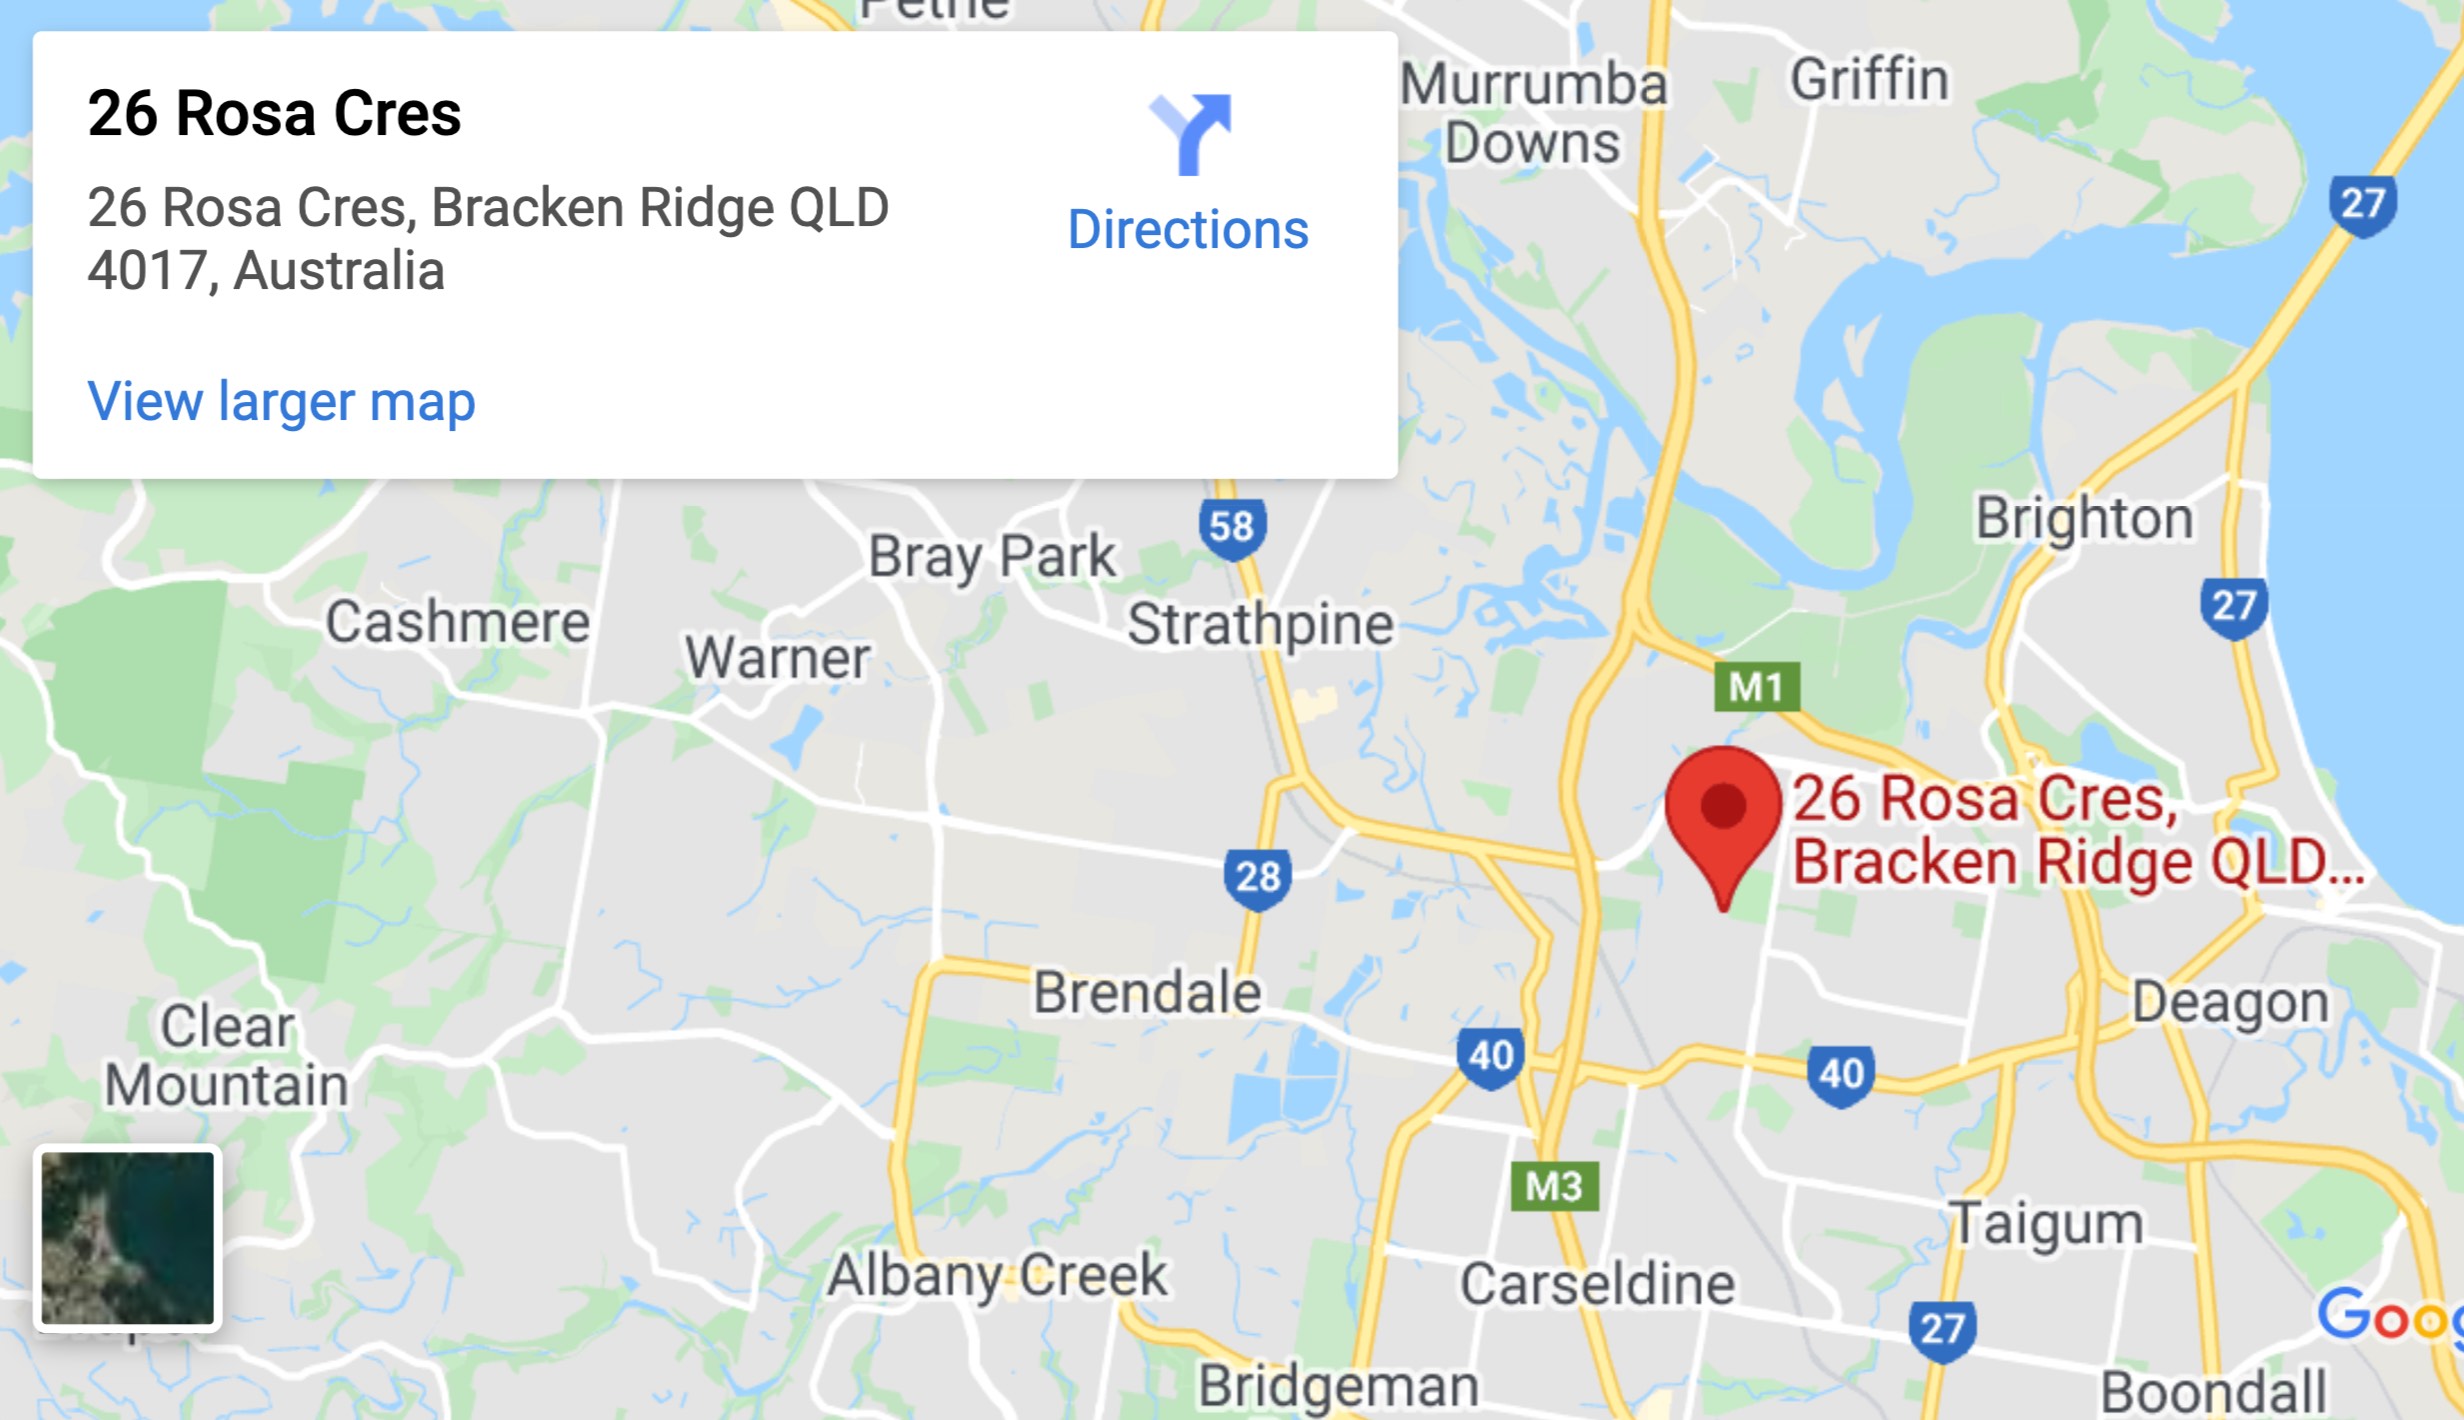 Petrie
26 Rosa Cres
26 Rosa Cres, Bracken Ridge QLD
4017, Australia
Directions
View larger map
Murrumba
Downs
Griffin
27
58
Bray Park
Brighton
Cashmere
Warner
Strathpine
27
M1
26 Rosa Cres,
Bracken Ridge QLD...
28
Brendale
Deagon
Clear
Mountain
40
40
M3
Taigum
Albany Creek
Carseldine
27
Goog
Bridgeman
Boondall